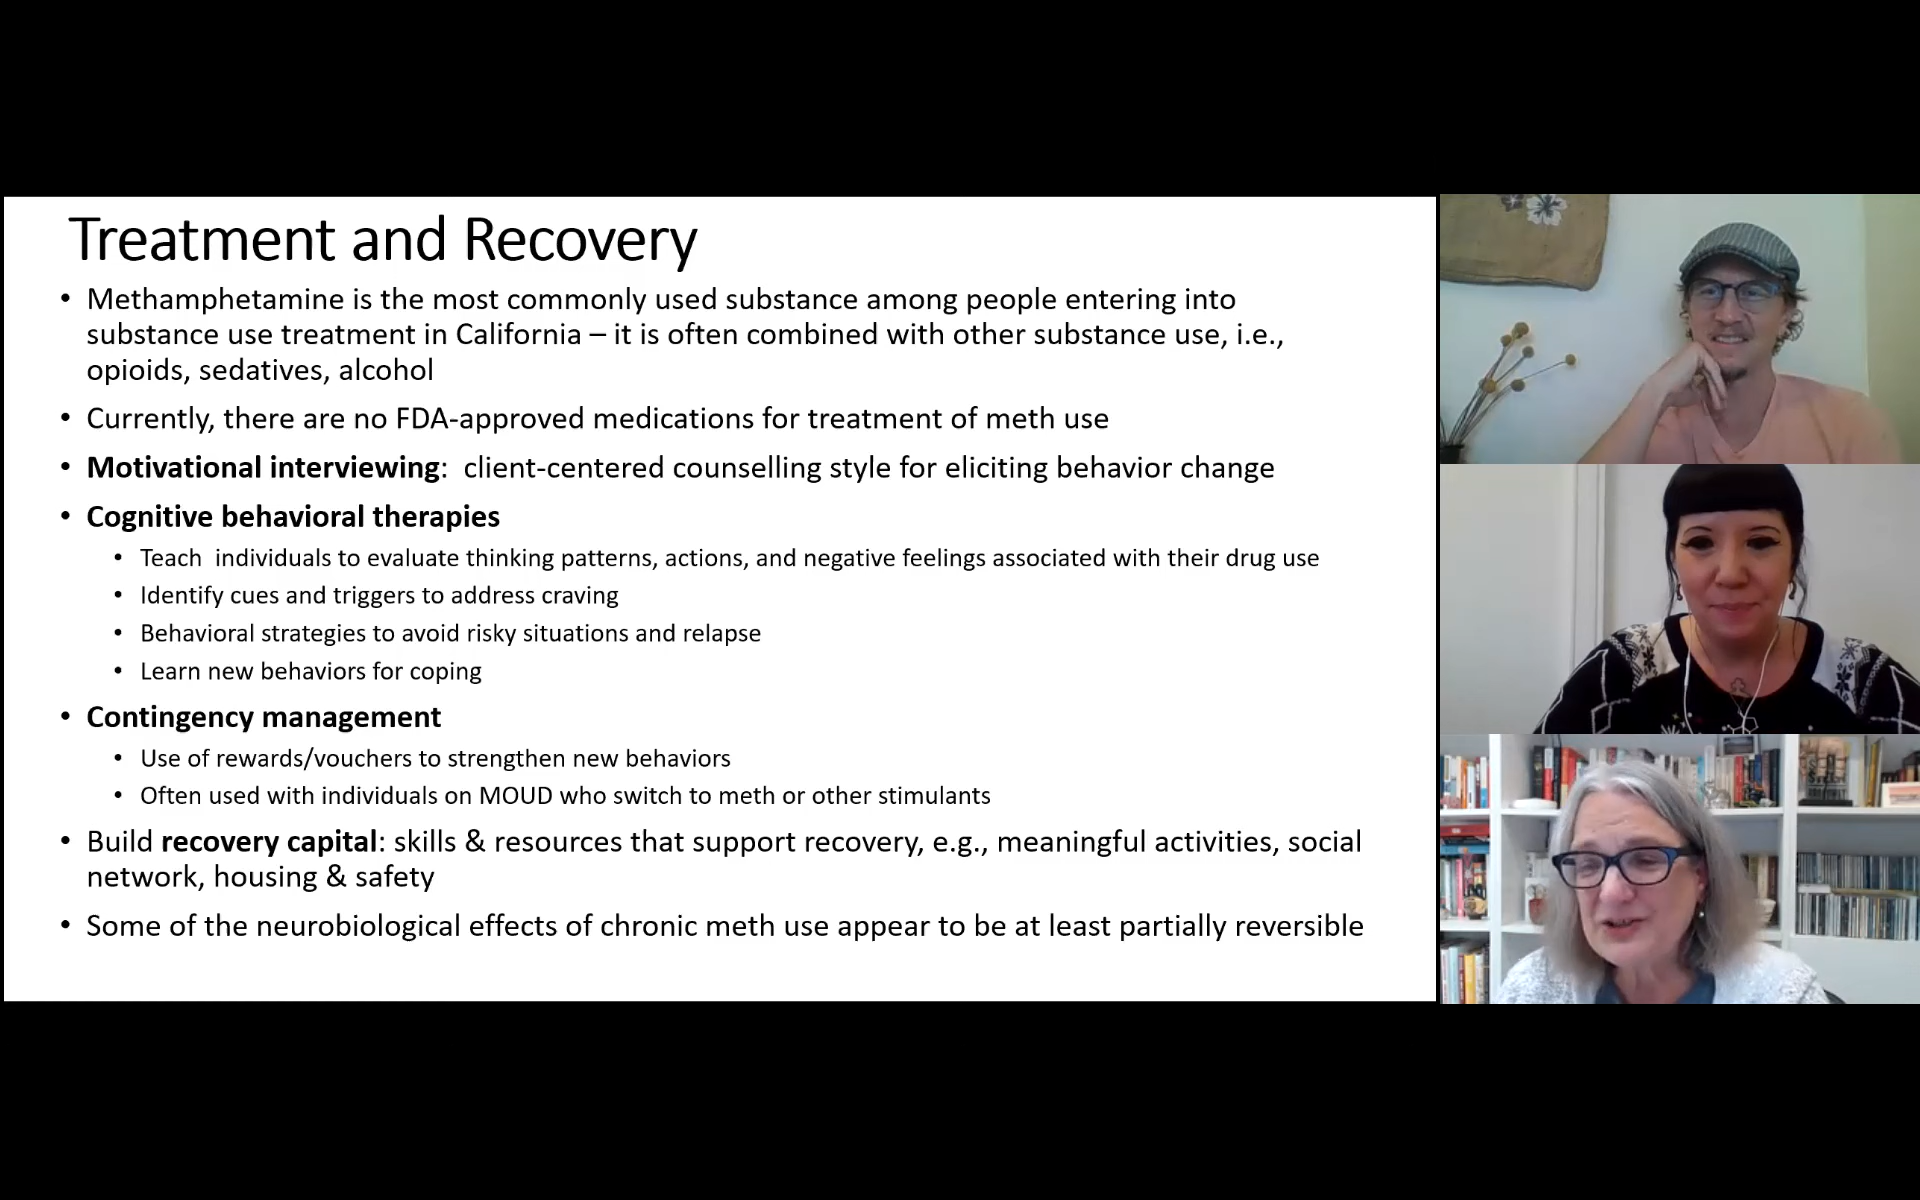 Treatment and Recovery
• Methamphetamine is the most commonly used substance among people entering into
substance use treatment in California – it is often combined with other substance use, i.e.,
opioids, sedatives, alcohol
• Currently, there are no FDA-approved medications for treatment of meth use
• Motivational interviewing:  client-centered counselling style for eliciting behavior change
• Cognitive behavioral therapies
• Teach  individuals to evaluate thinking patterns, actions, and negative feelings associated with their drug use
• Identify cues and triggers to address craving
• Behavioral strategies to avoid risky situations and relapse
• Learn new behaviors for coping
• Contingency management
• Use of rewards/vouchers to strengthen new behaviors
• Often used with individuals on MOUD who switch to meth or other stimulants
• Build recovery capital: skills & resources that support recovery, e.g., meaningful activities, social
network, housing & safety
• Some of the neurobiological effects of chronic meth use appear to be at least partially reversible